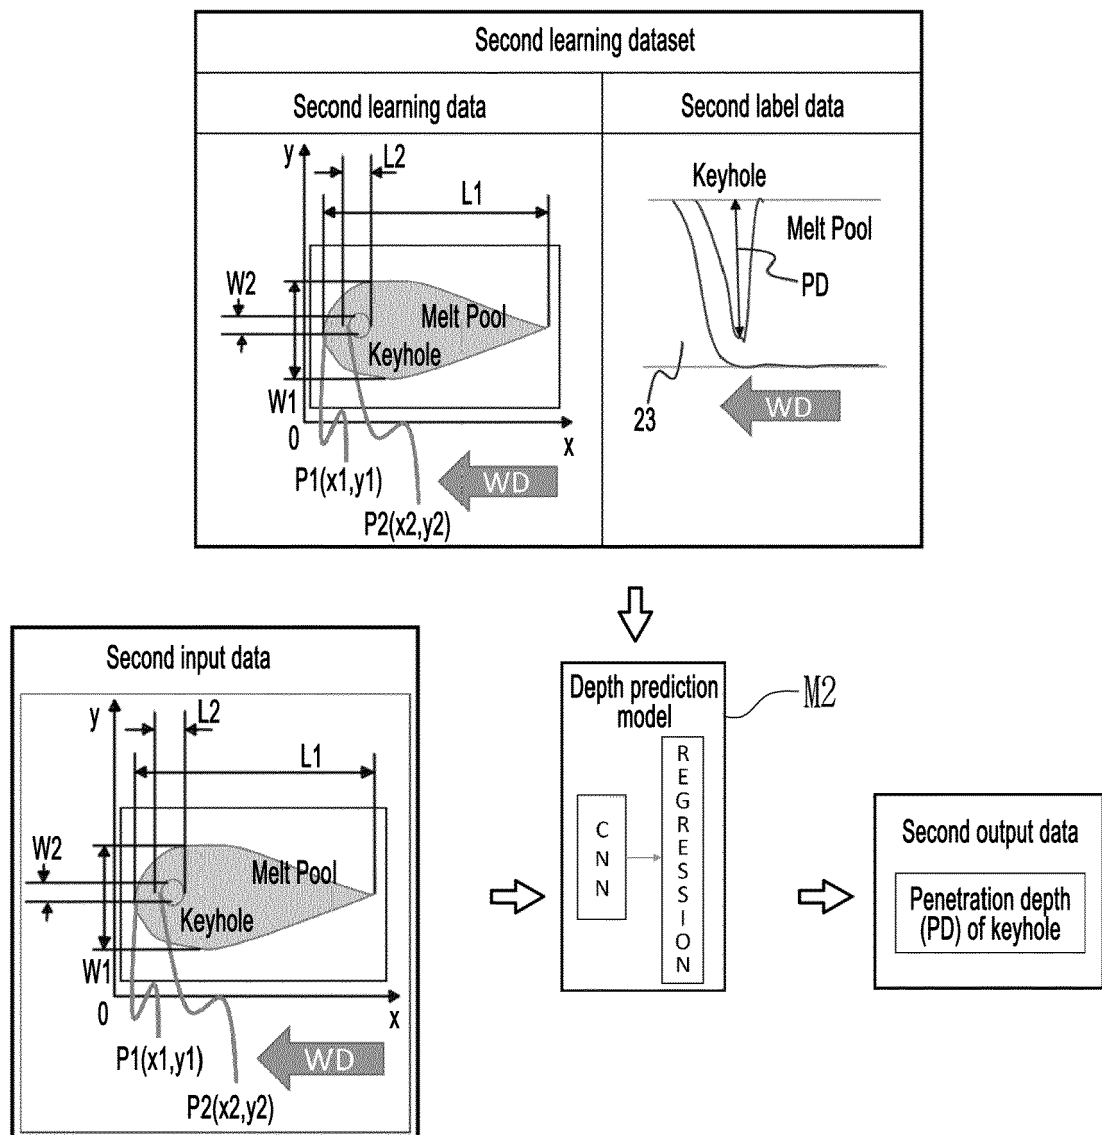 Second learning dataset
Second learning data
Second label data
y
L2
L1
W2
Melt Pool
Keyhole
W1
0
x
P1(x1,y1)
WD
P2(x2,y2)
Keyhole
Melt Pool
PD
23
WD
Second input data
y
L2
L1
W2
Melt Pool
Keyhole
W1
0
x
P1(x1,y1)
WD
P2(x2,y2)
Depth prediction
model
M2
CNN
REGRESSION
Second output data
Penetration depth
(PD) of keyhole